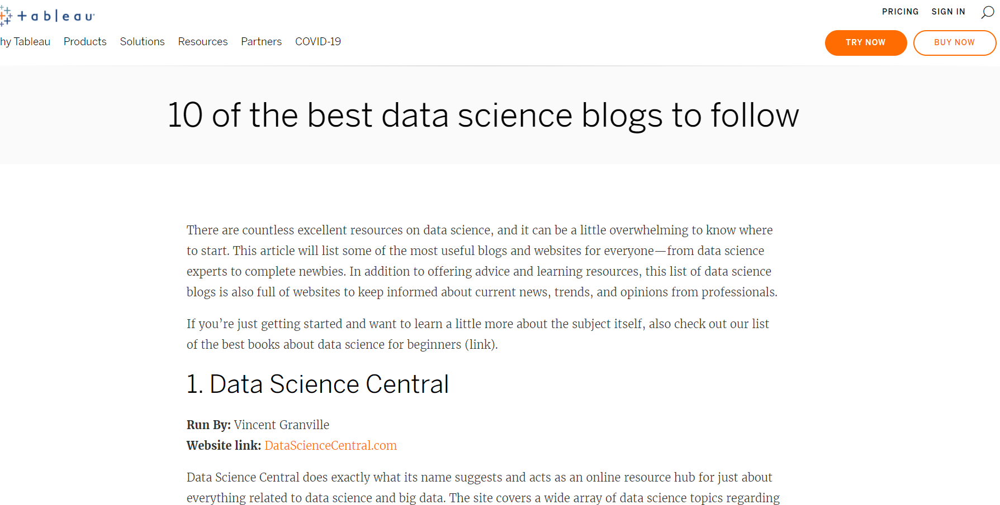 + a b l e a u
PRICING SIGN IN
hy Tableau Products Solutions Resources Partners COVID-19
TRY NOW BUY NOW
10 of the best data science blogs to follow
There are countless excellent resources on data science, and it can be a little overwhelming to know where
to start. This article will list some of the most useful blogs and websites for everyone—from data science
experts to complete newbies. In addition to offering advice and learning resources, this list of data science
blogs is also full of websites to keep informed about current news, trends, and opinions from professionals.
If you’re just getting started and want to learn a little more about the subject itself, also check out our list
of the best books about data science for beginners (link).
1. Data Science Central
Run By: Vincent Granville
Website link: DataScienceCentral.com
Data Science Central does exactly what its name suggests and acts as an online resource hub for just about
everything related to data science and big data. The site covers a wide array of data science topics regarding